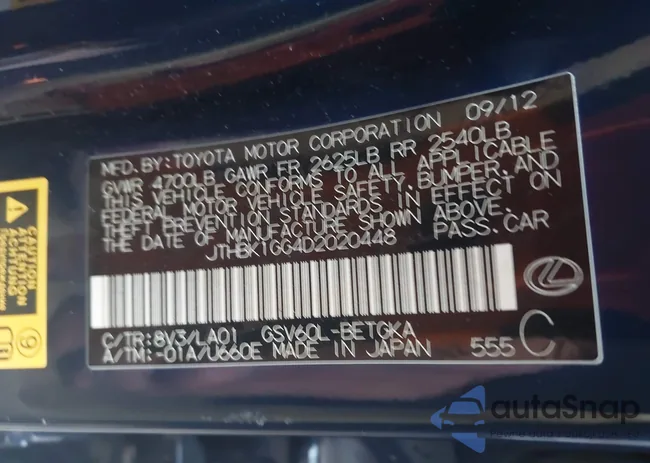 09/12
MFD. BY: TOYOTA MOTOR CORPORATION
GVWR 4700LB GAWR FR 2625LB RR 2540LB
THIS VEHICLE CONFORMS TO ALL APPLICABLE
FEDERAL MOTOR VEHICLE SAFETY, BUMPER, AND
THEFT PREVENTION STANDARDS IN EFFECT ON
THE DATE OF MANUFACTURE SHOWN ABOVE.
JTHBK1GG4D2020448 PASS. CAR
C/TR: 8V3/LA01 GSV60L-BETGKA
A/TM: -01A/U660E MADE IN JAPAN 555 C
CAUTION
9
autoSnap